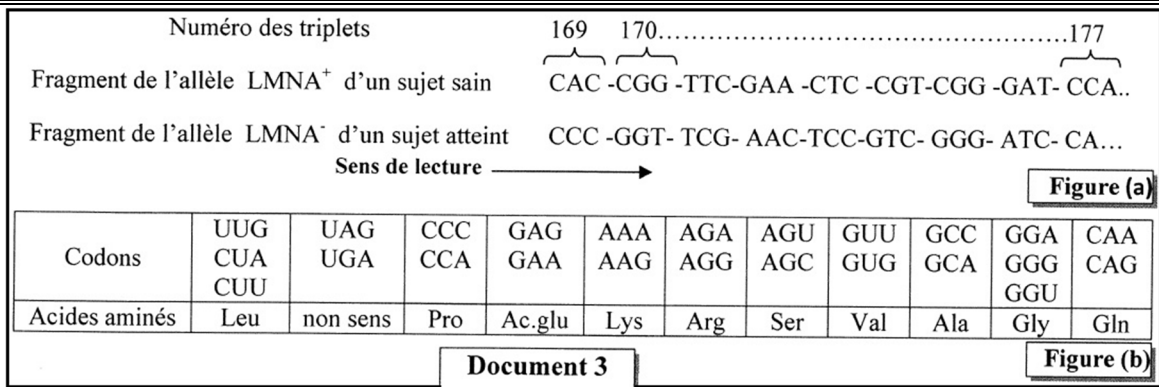 Numéro des triplets 169 170..................................................177
Fragment de l'allèle LMNA⁺ d'un sujet sain CAC -CGG -TTC-GAA -CTC -CGT-CGG -GAT- CCA..
Fragment de l'allèle LMNA⁻ d'un sujet atteint CCC -GGT- TCG- AAC-TCC-GTC- GGG- ATC- CA...
Sens de lecture
Figure (a)
UUG UAG CCC GAG AAA AGA AGU GUU GCC GGA CAA
Codons CUA UGA CCA GAA AAG AGG AGC GUG GCA GGG CAG
CUU GGU
Acides aminés Leu non sens Pro Ac.glu Lys Arg Ser Val Ala Gly Gln
Document 3
Figure (b)